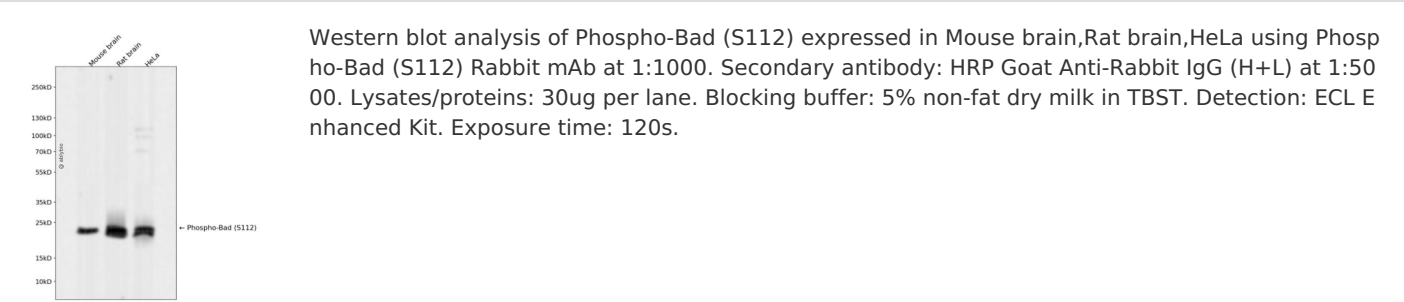 Mouse brain
Rat brain
HeLa
250kD
130kD
100kD
70kD
55kD
35kD
25kD
15kD
10kD
© abbybio
← Phospho-Bad (S112)
Western blot analysis of Phospho-Bad (S112) expressed in Mouse brain,Rat brain,HeLa using Phosp
ho-Bad (S112) Rabbit mAb at 1:1000. Secondary antibody: HRP Goat Anti-Rabbit IgG (H+L) at 1:50
00. Lysates/proteins: 30ug per lane. Blocking buffer: 5% non-fat dry milk in TBST. Detection: ECL E
nhanced Kit. Exposure time: 120s.